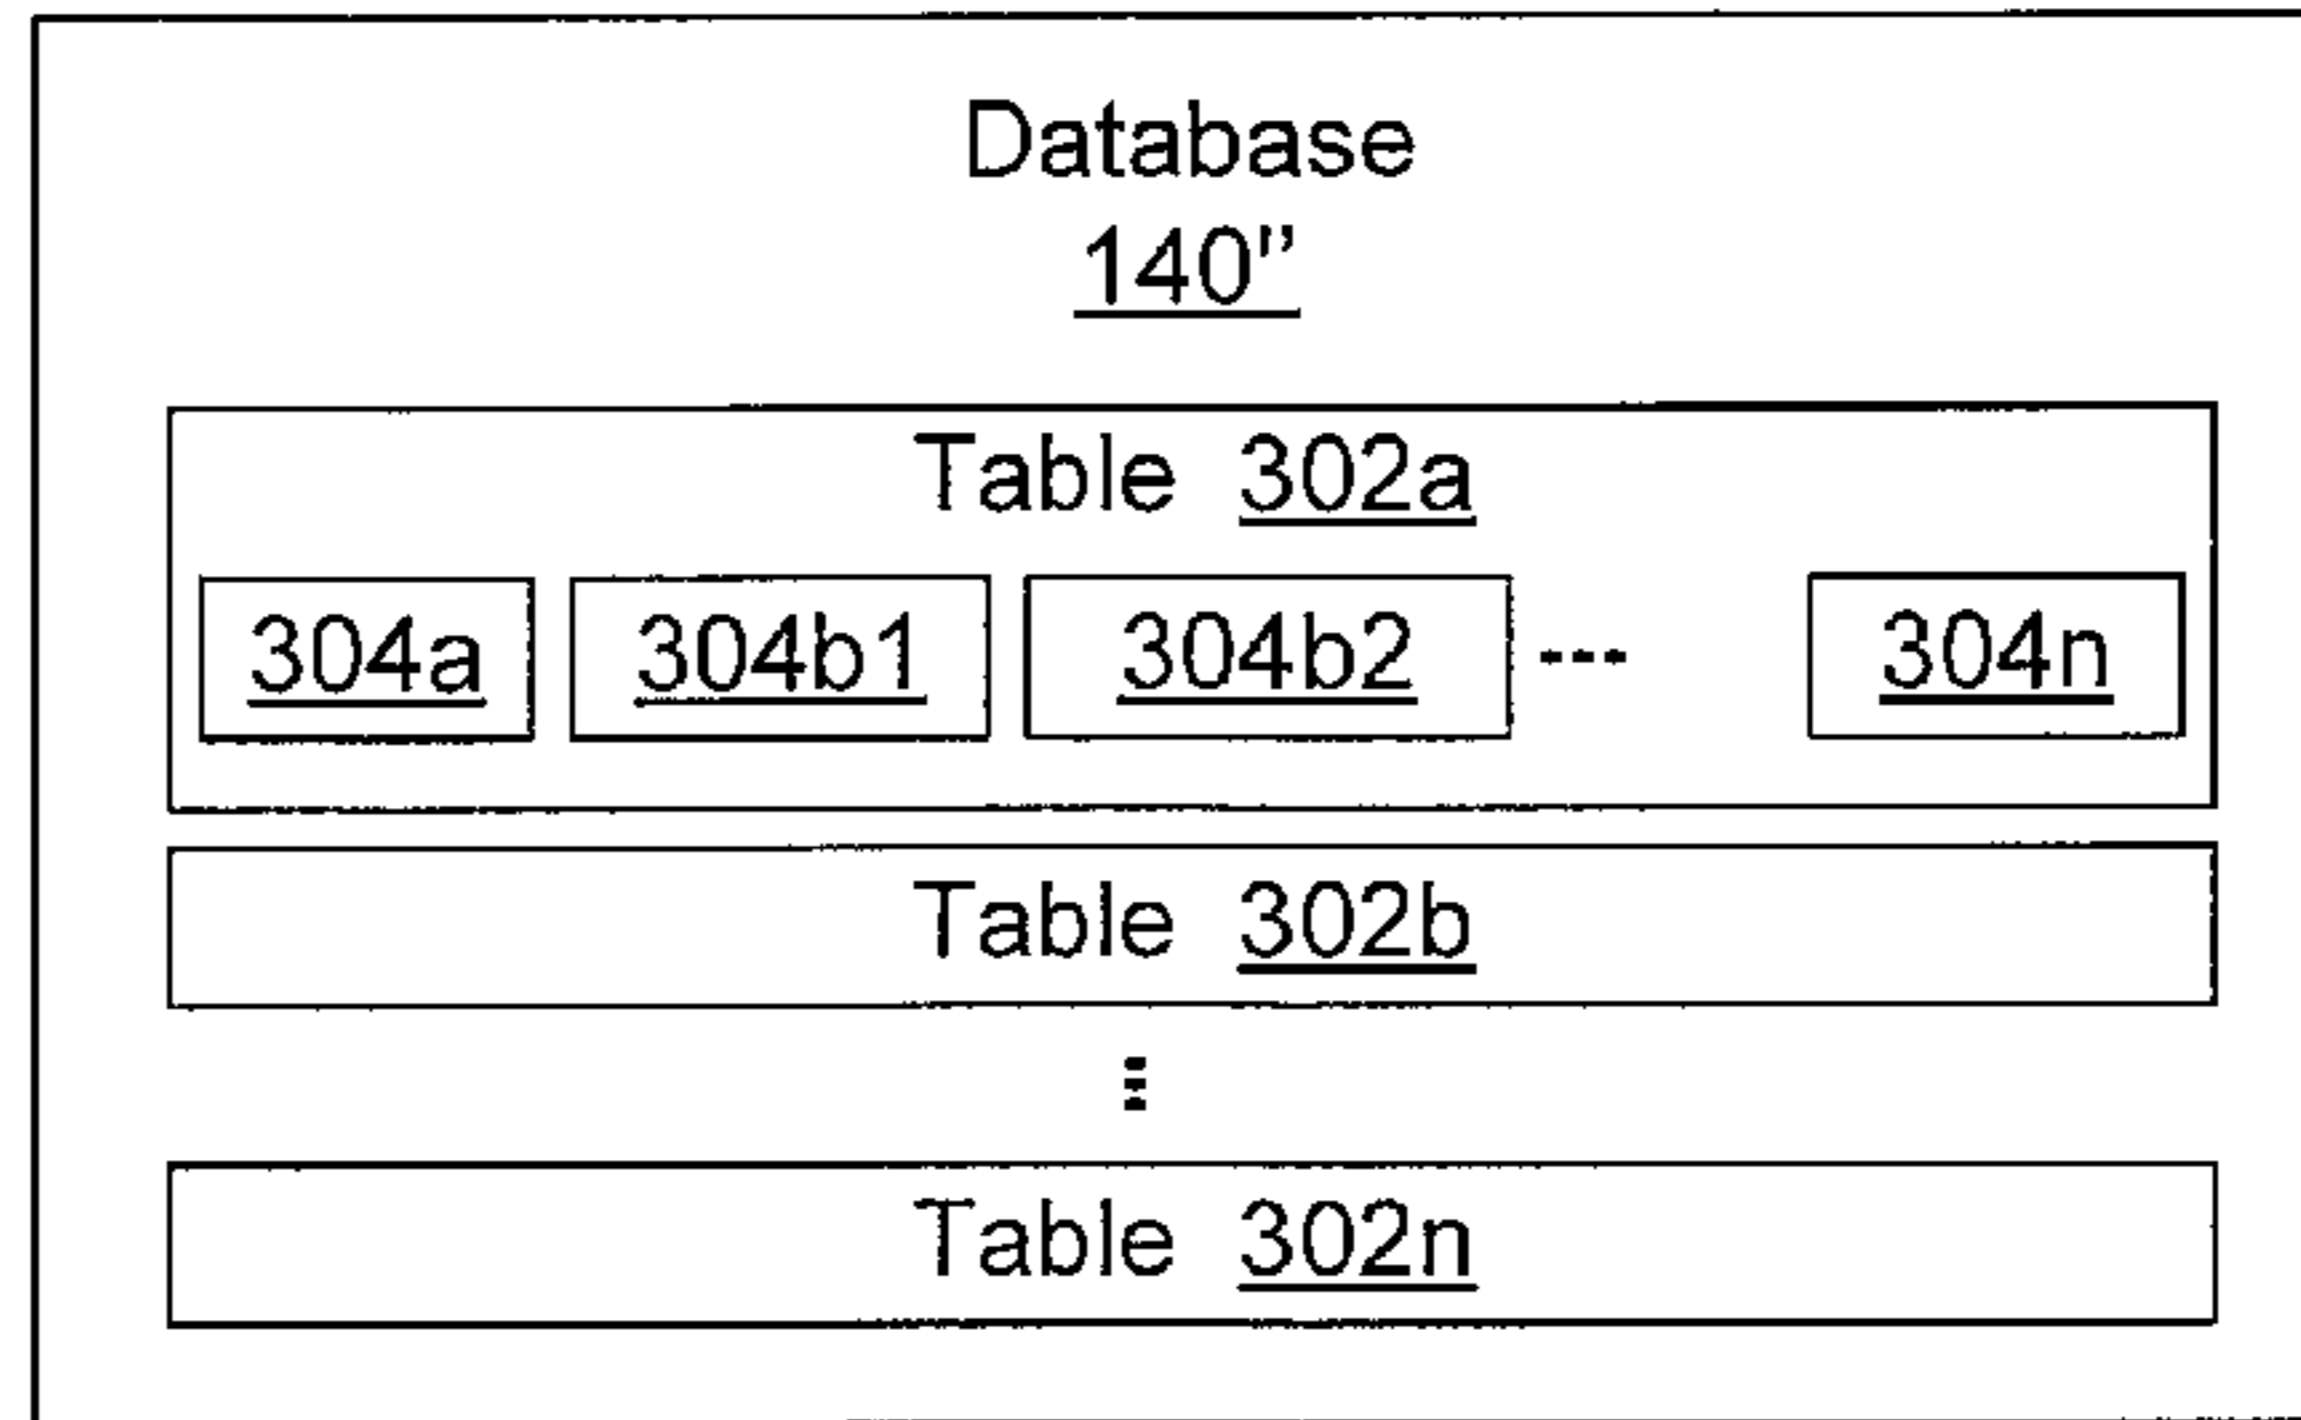 Database
140”
Table 302a
304a 304b1 304b2 --- 304n
Table 302b
Table 302n